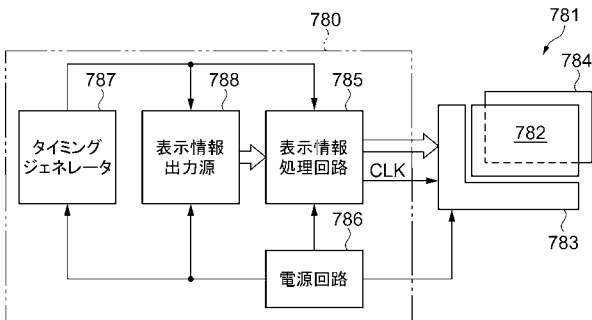 780
781
787
788
785
784
タイミング
ジェネレータ
表示情報
出力源
表示情報
処理回路
782
CLK
786
783
電源回路